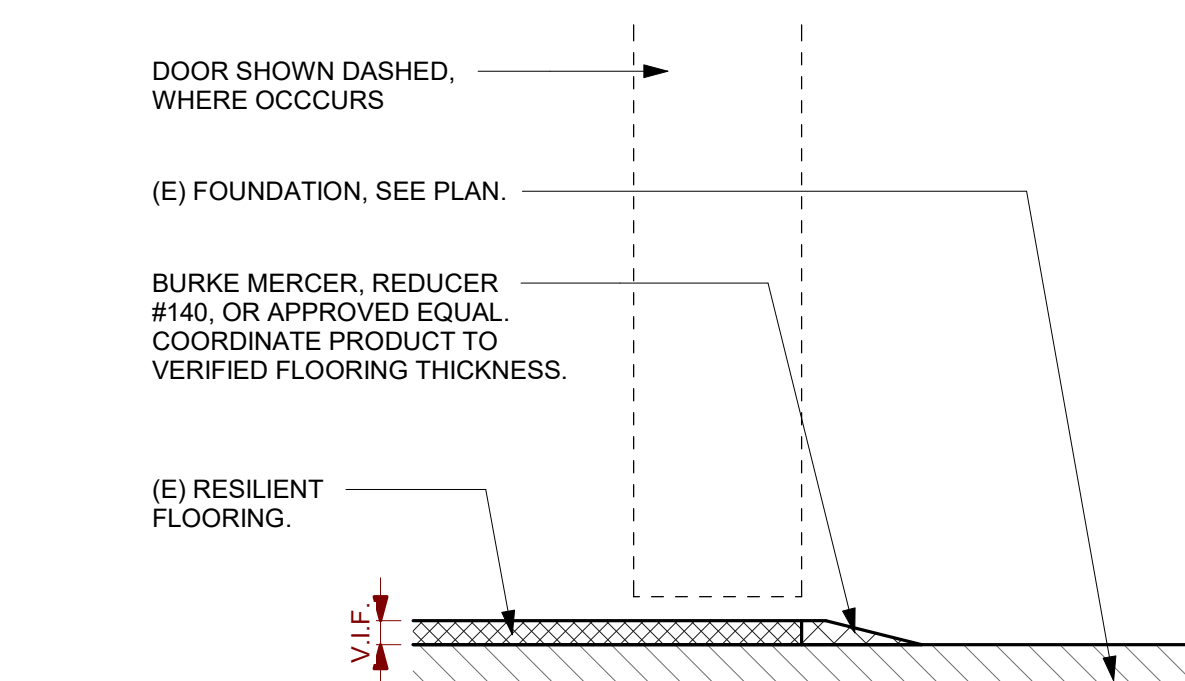 DOOR SHOWN DASHED,
WHERE OCCCURS
(E) FOUNDATION, SEE PLAN.
BURKE MERCER, REDUCER
#140, OR APPROVED EQUAL.
COORDINATE PRODUCT TO
VERIFIED FLOORING THICKNESS.
(E) RESILIENT
FLOORING.
V.I.F.